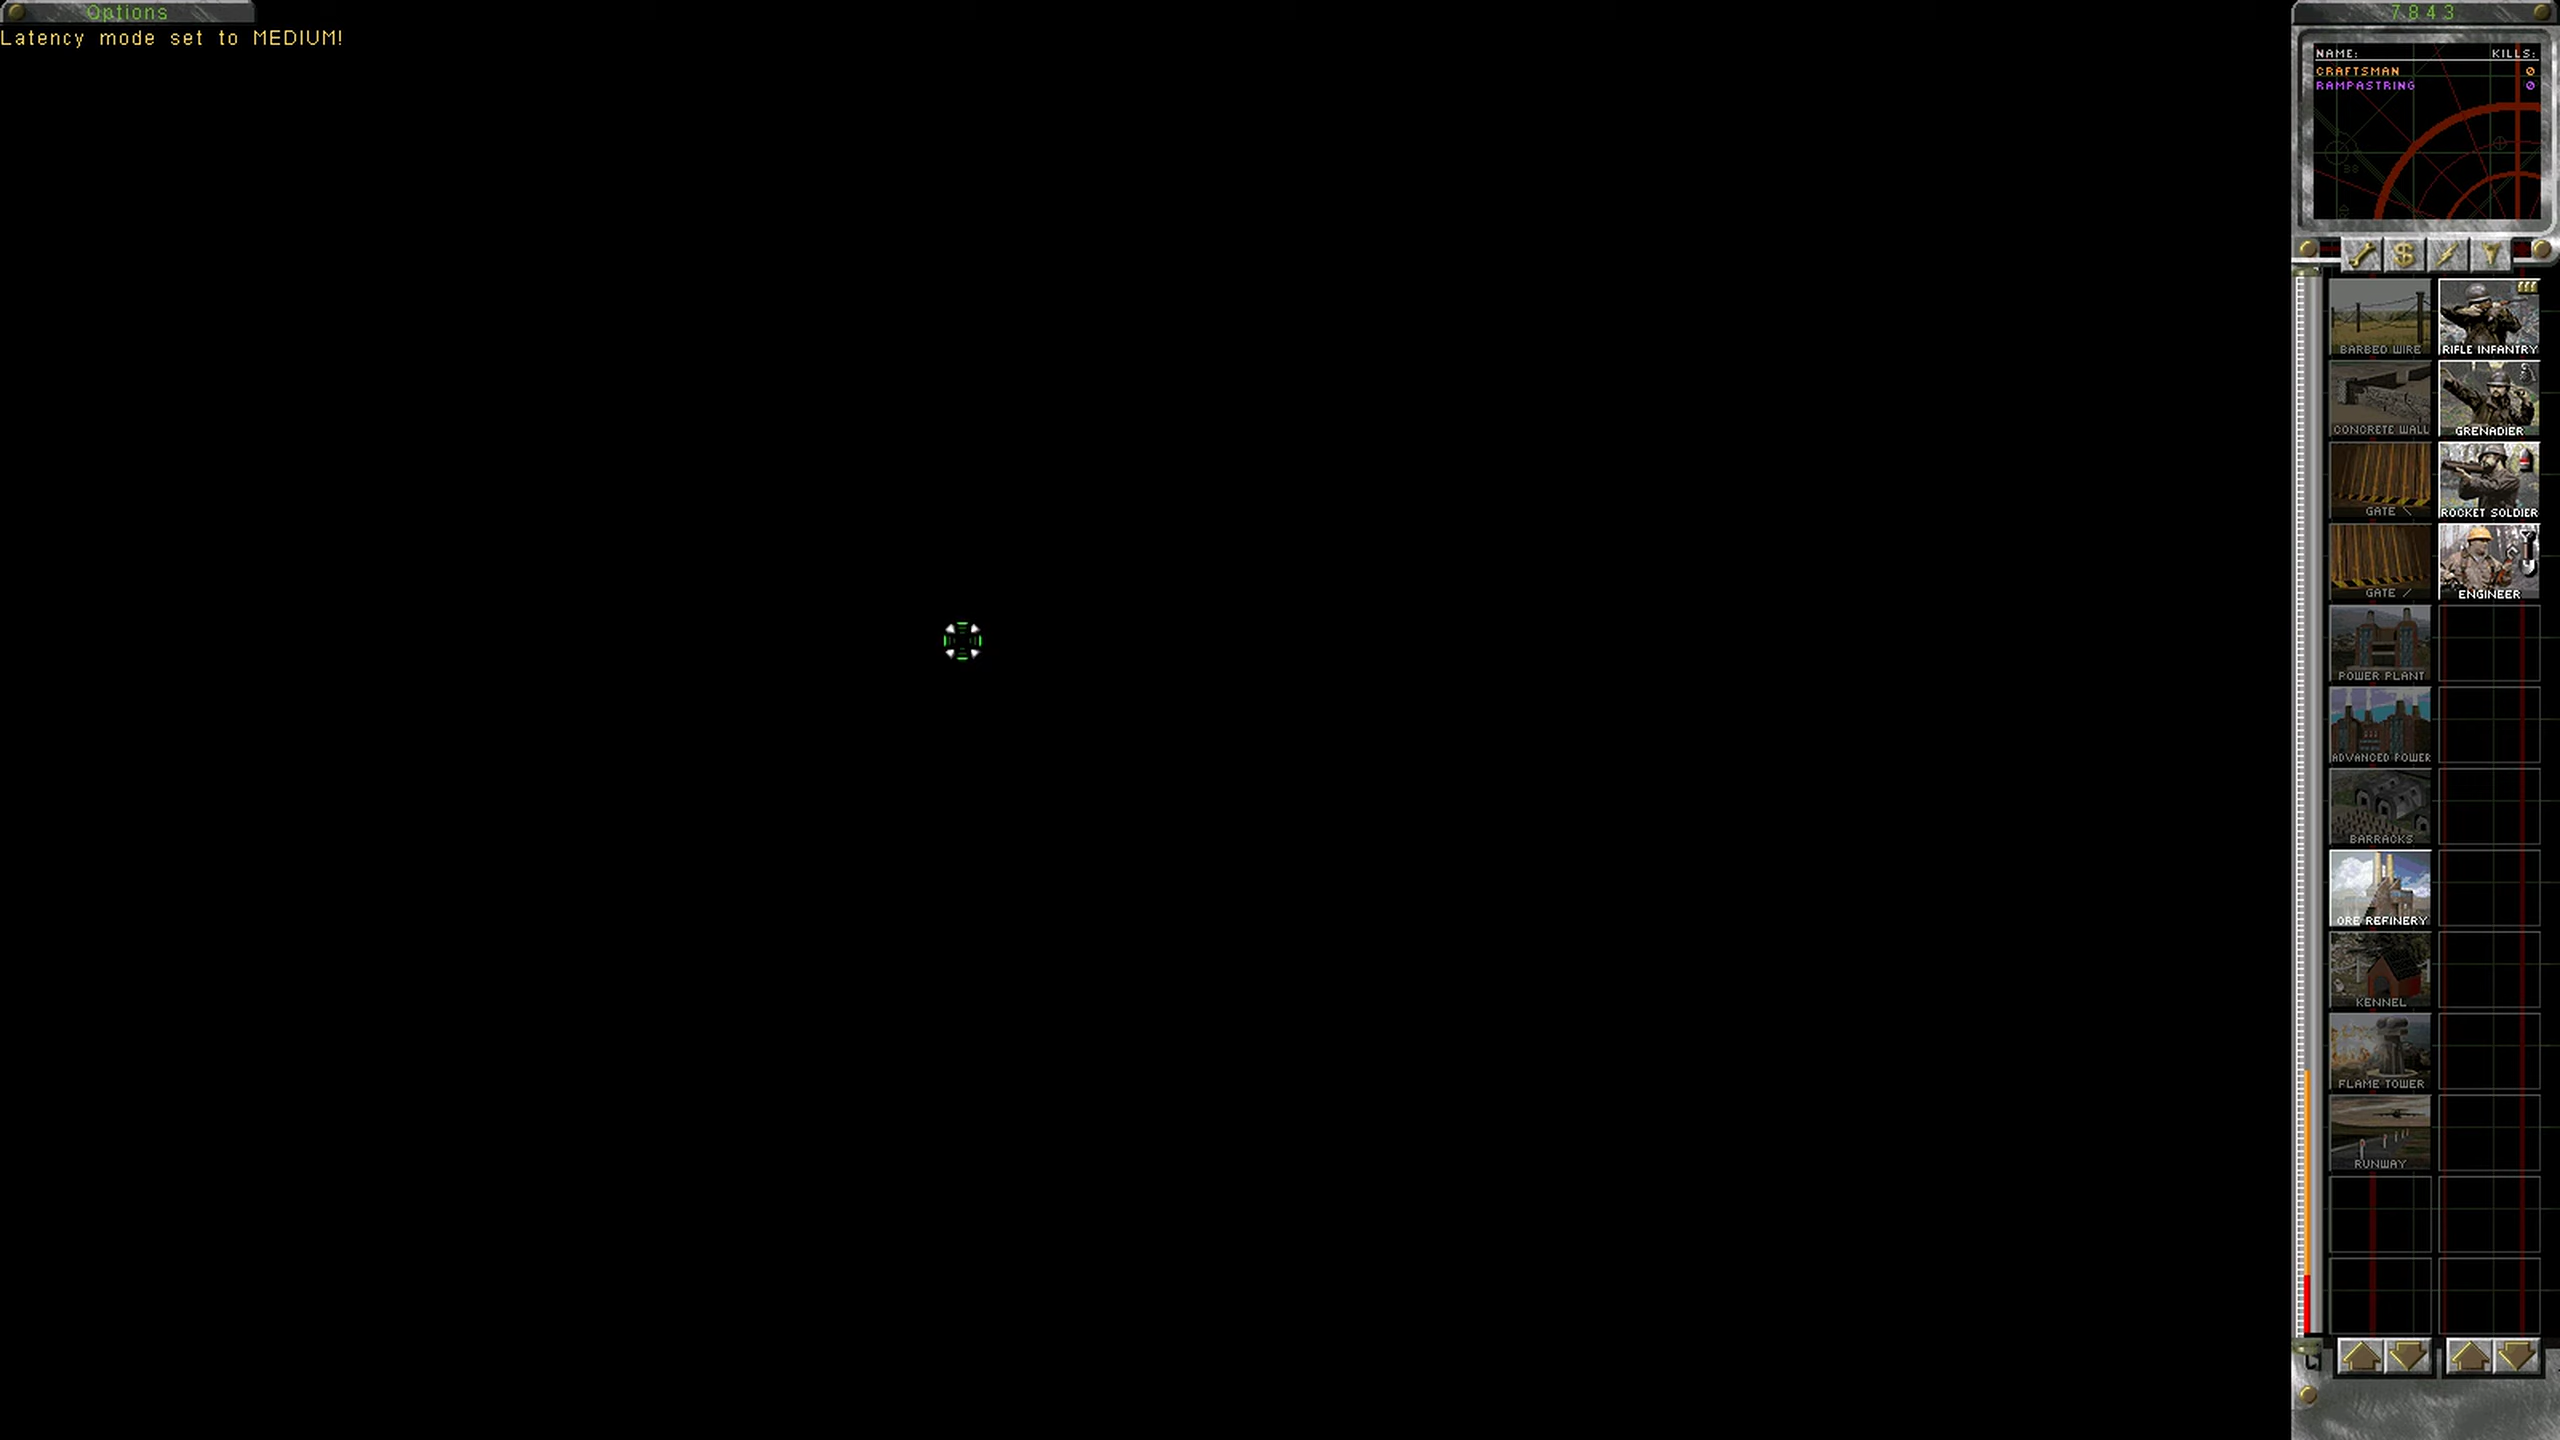 Options
7843
Latency mode set to MEDIUM!
NAME: KILLS:
CRAFTSMAN 0
RAMPASTRING 0
BARBED WIRE
RIFLE INFANTRY
CONCRETE WALL
GRENADIER
GATE \
ROCKET SOLDIER
GATE /
ENGINEER
POWER PLANT
ADVANCED POWER
BARRACKS
ORE REFINERY
KENNEL
FLAME TOWER
RUNWAY